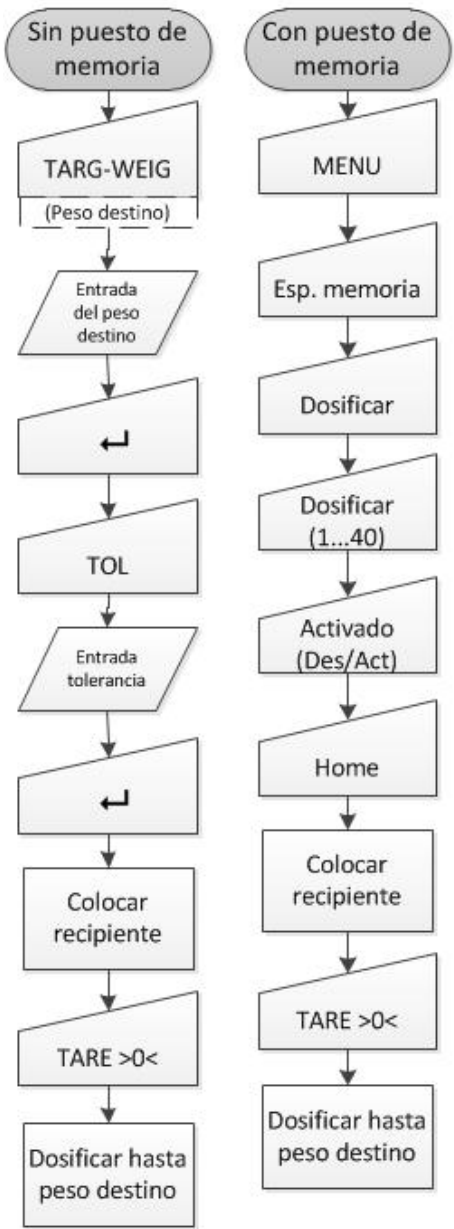 Sin puesto de
memoria
TARG-WEIG
(Peso destino)
Entrada
del peso
destino
↵
TOL
Entrada
tolerancia
↵
Colocar
recipiente
TARE >0<
Dosificar hasta
peso destino
Con puesto de
memoria
MENU
Esp. memoria
Dosificar
Dosificar
(1...40)
Activado
(Des/Act)
Home
Colocar
recipiente
TARE >0<
Dosificar hasta
peso destino